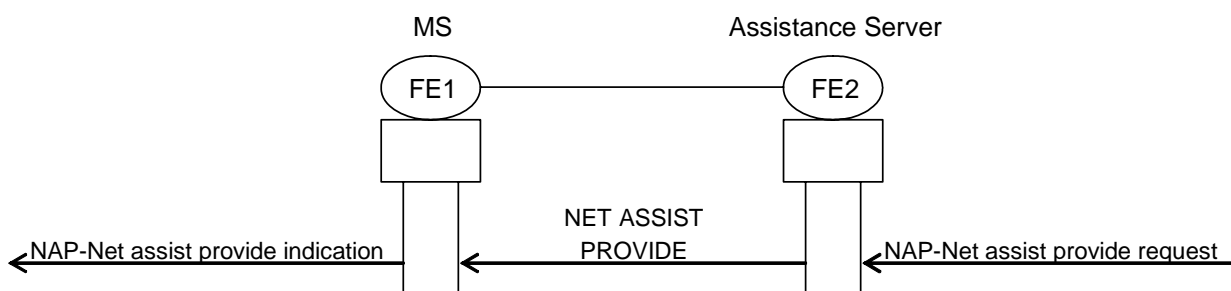 MS
Assistance Server
FE1
FE2
NET ASSIST
PROVIDE
NAP-Net assist provide indication
NAP-Net assist provide request